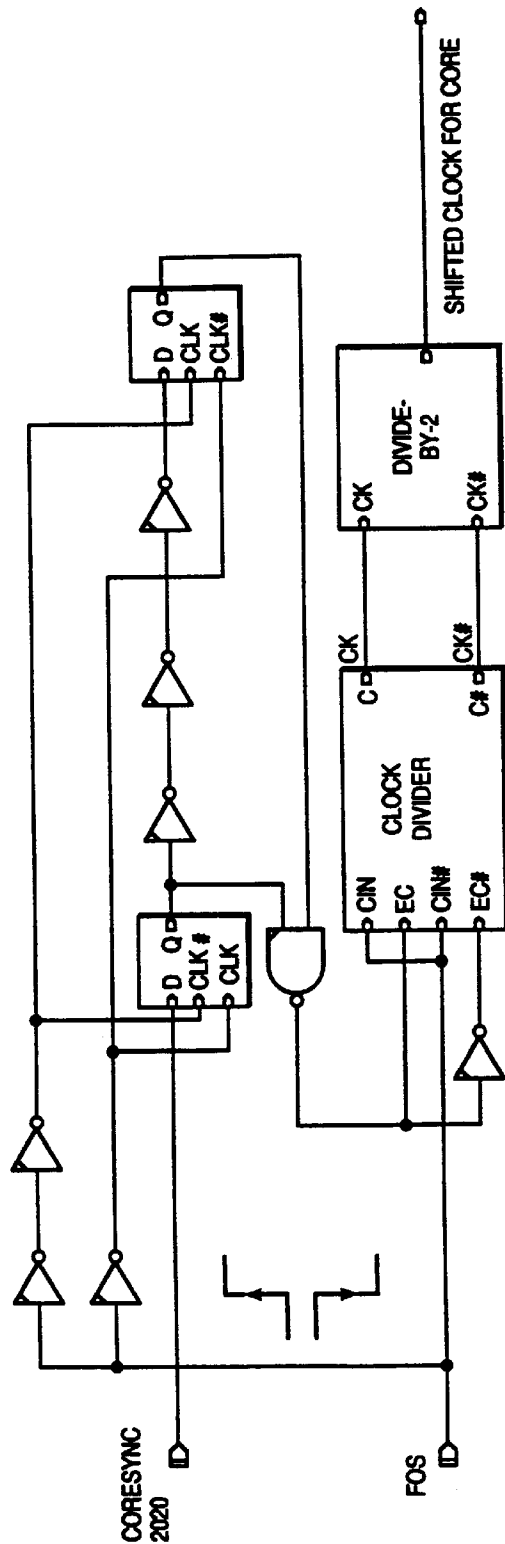 CORESYNC
2020
D Q
CLK #
CLK
D Q
CLK
CLK#
FOS
CIN
EC
CIN#
EC#
CLOCK
DIVIDER
C
C#
CK
CK#
CK
CK#
DIVIDE-
BY-2
SHIFTED CLOCK FOR CORE